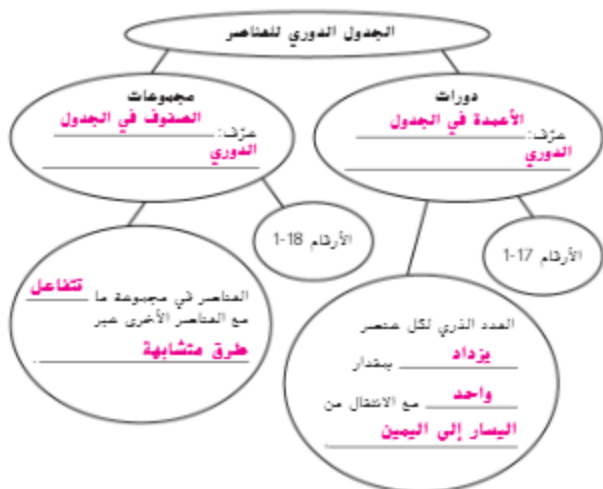 الجدول الدوري للعناصر
دورات
الأعمدة في الجدول
عرّف:
الدوري
مجموعات
الصفوف في الجدول
عرّف:
الدوري
الأرقام 17-1
الأرقام 18-1
العدد الذري لكل عنصر
يزداد بمقدار
واحد مع الانتقال من
اليسار إلى اليمين
العناصر في مجموعة ما تتفاعل
مع العناصر الأخرى عبر
طرق متشابهة.